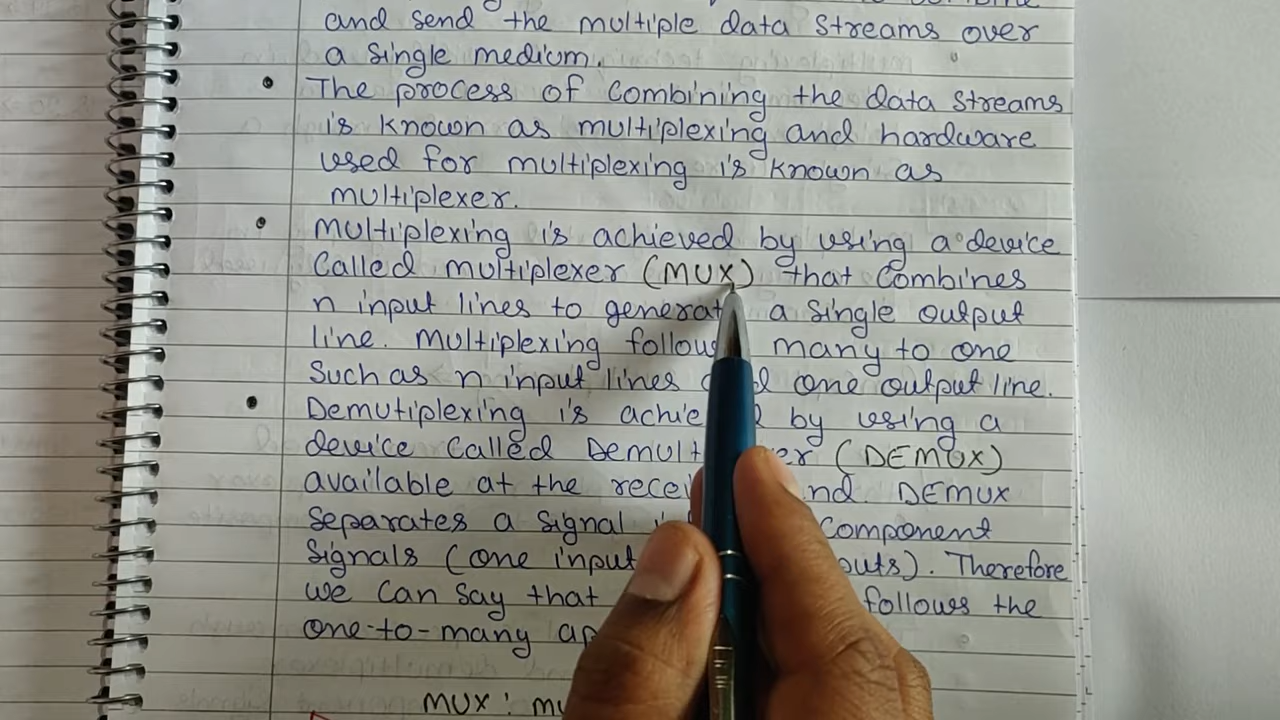 and send the multiple data streams over
a single medium.
The process of combining the data streams
is known as multiplexing and hardware
used for multiplexing is known as
multiplexer.
Multiplexing is achieved by using a device
called multiplexer (MUX) that combines
n input lines to generat a single output
line. Multiplexing follow many to one
Such as n input lines one output line.
Demutiplexing is achie by using a
device called Demult er (DEMUX)
available at the recei nd. DEMUX
separates a signal component
signals (one input outs). Therefore
we can say that follows the
one-to-many ap
MUX :